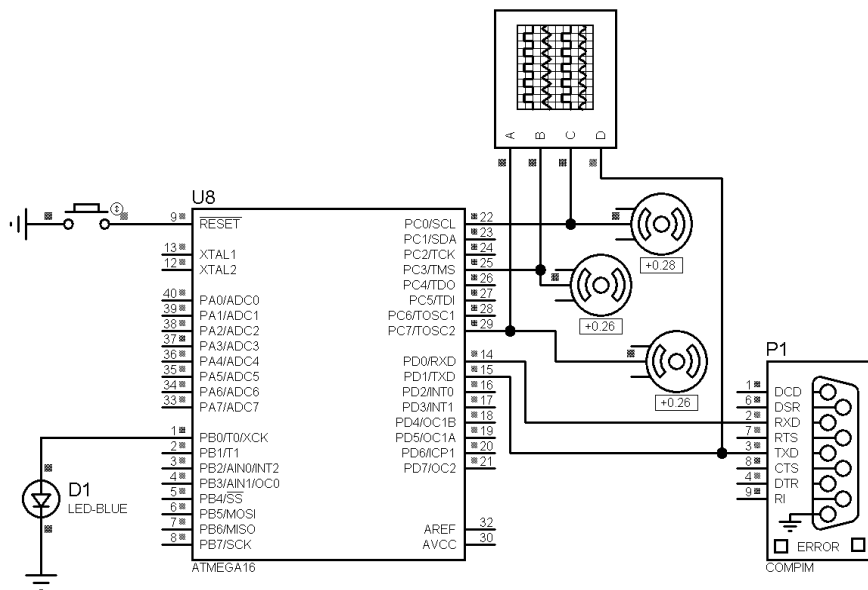 A B C D
U8
9 RESET
13 XTAL1
12 XTAL2
40 PA0/ADC0
39 PA1/ADC1
38 PA2/ADC2
37 PA3/ADC3
36 PA4/ADC4
35 PA5/ADC5
34 PA6/ADC6
33 PA7/ADC7
1 PB0/T0/XCK
2 PB1/T1
3 PB2/AIN0/INT2
4 PB3/AIN1/OC0
5 PB4/SS
6 PB5/MOSI
7 PB6/MISO
8 PB7/SCK
PC0/SCL 22
PC1/SDA 23
PC2/TCK 24
PC3/TMS 25
PC4/TDO 26
PC5/TDI 27
PC6/TOSC1 28
PC7/TOSC2 29
PD0/RXD 14
PD1/TXD 15
PD2/INT0 16
PD3/INT1 17
PD4/OC1B 18
PD5/OC1A 19
PD6/ICP1 20
PD7/OC2 21
AREF 32
AVCC 30
ATMEGA16
D1
LED-BLUE
+0.28
+0.26
+0.26
P1
1 DCD
6 DSR
2 RXD
7 RTS
3 TXD
8 CTS
4 DTR
9 RI
ERROR
COMPIM